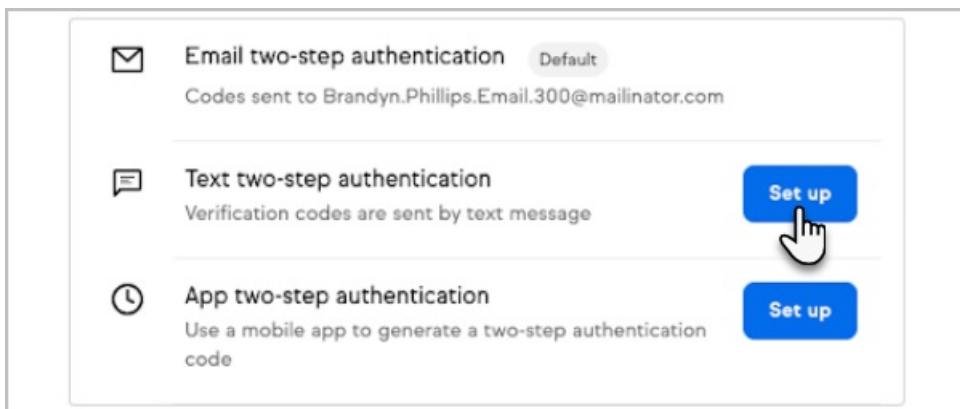 Email two-step authentication Default
Codes sent to Brandyn.Phillips.Email.300@mailinator.com
Text two-step authentication
Verification codes are sent by text message
Set up
App two-step authentication
Use a mobile app to generate a two-step authentication
code
Set up